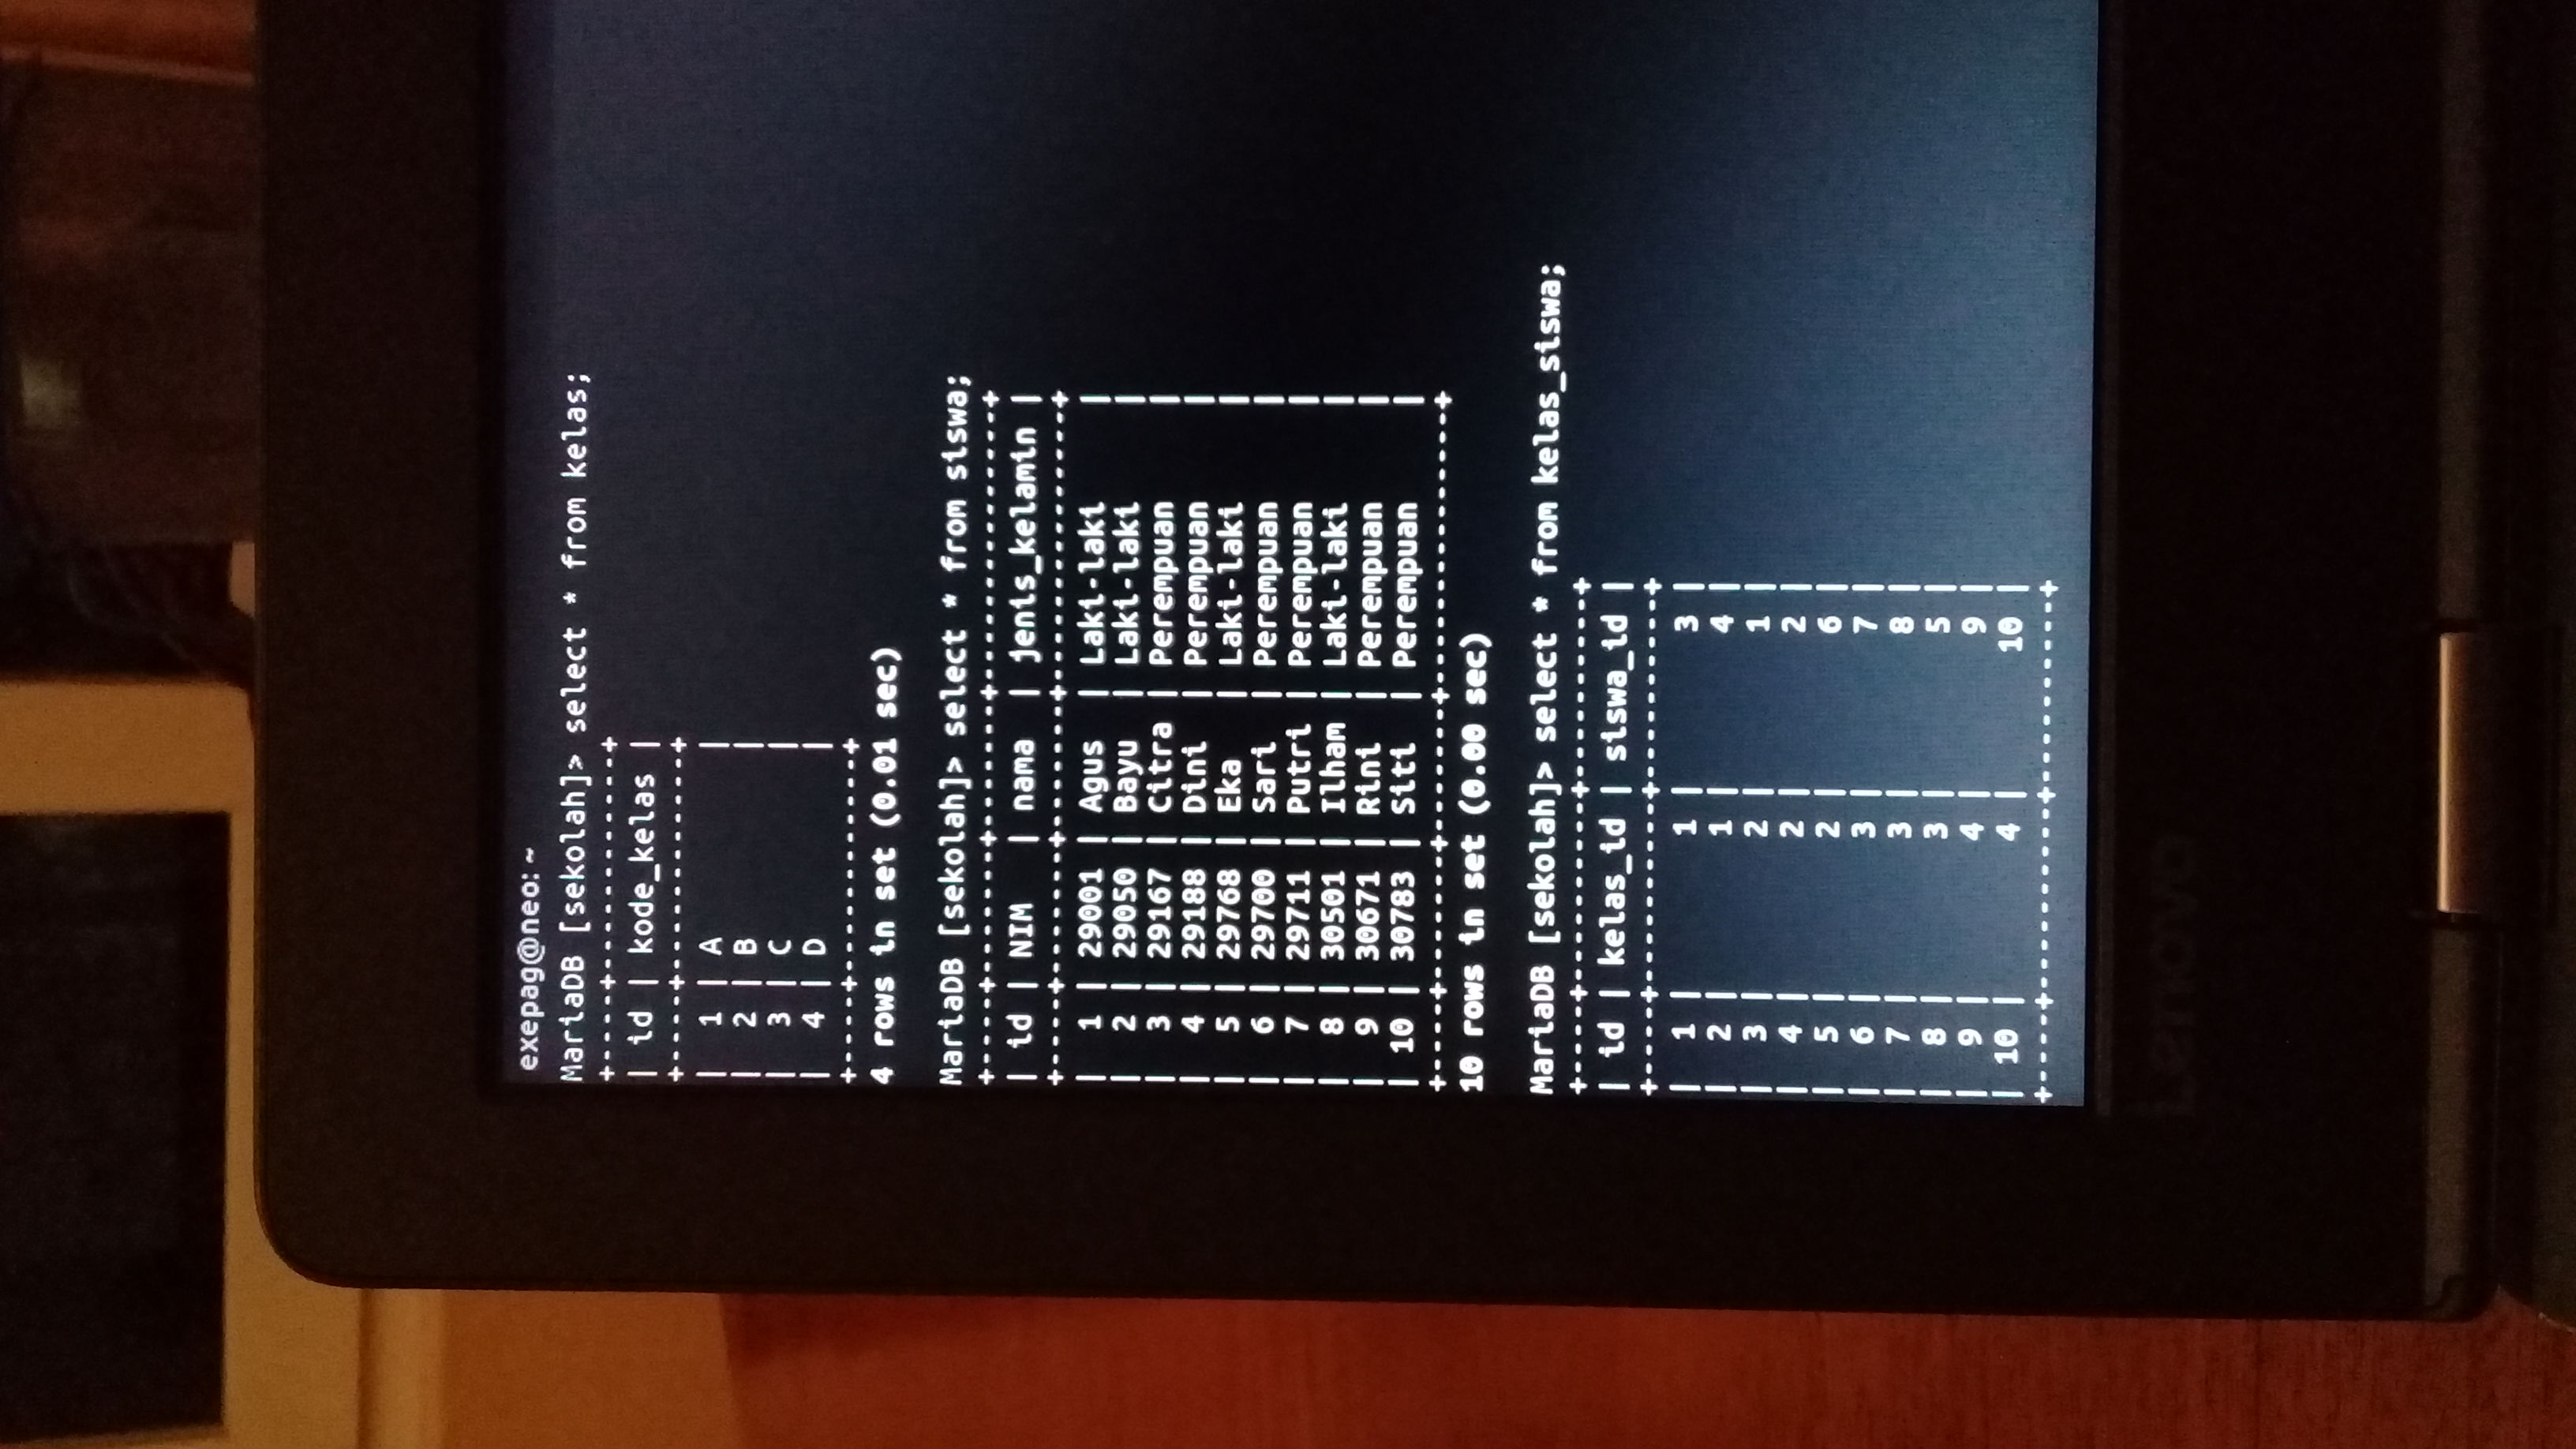 exepag@neo: ~
MariaDB [sekolah]> select * from kelas;
+----+------------+
| id | kode_kelas |
+----+------------+
|  1 | A          |
|  2 | B          |
|  3 | C          |
|  4 | D          |
+----+------------+
4 rows in set (0.01 sec)

MariaDB [sekolah]> select * from siswa;
+----+-------+-------+---------------+
| id | NIM   | nama  | jenis_kelamin |
+----+-------+-------+---------------+
|  1 | 29001 | Agus  | Laki-laki     |
|  2 | 29050 | Bayu  | Laki-laki     |
|  3 | 29167 | Citra | Perempuan     |
|  4 | 29188 | Dini  | Perempuan     |
|  5 | 29768 | Eka   | Laki-laki     |
|  6 | 29700 | Sari  | Perempuan     |
|  7 | 29711 | Putri | Perempuan     |
|  8 | 30501 | Ilham | Laki-laki     |
|  9 | 30671 | Rini  | Perempuan     |
| 10 | 30783 | Siti  | Perempuan     |
+----+-------+-------+---------------+
10 rows in set (0.00 sec)

MariaDB [sekolah]> select * from kelas_siswa;
+----+----------+----------+
| id | kelas_id | siswa_id |
+----+----------+----------+
|  1 |        1 |        3 |
|  2 |        1 |        4 |
|  3 |        2 |        1 |
|  4 |        2 |        2 |
|  5 |        2 |        6 |
|  6 |        3 |        7 |
|  7 |        3 |        8 |
|  8 |        3 |        5 |
|  9 |        4 |        9 |
| 10 |        4 |       10 |
+----+----------+----------+
Lenovo